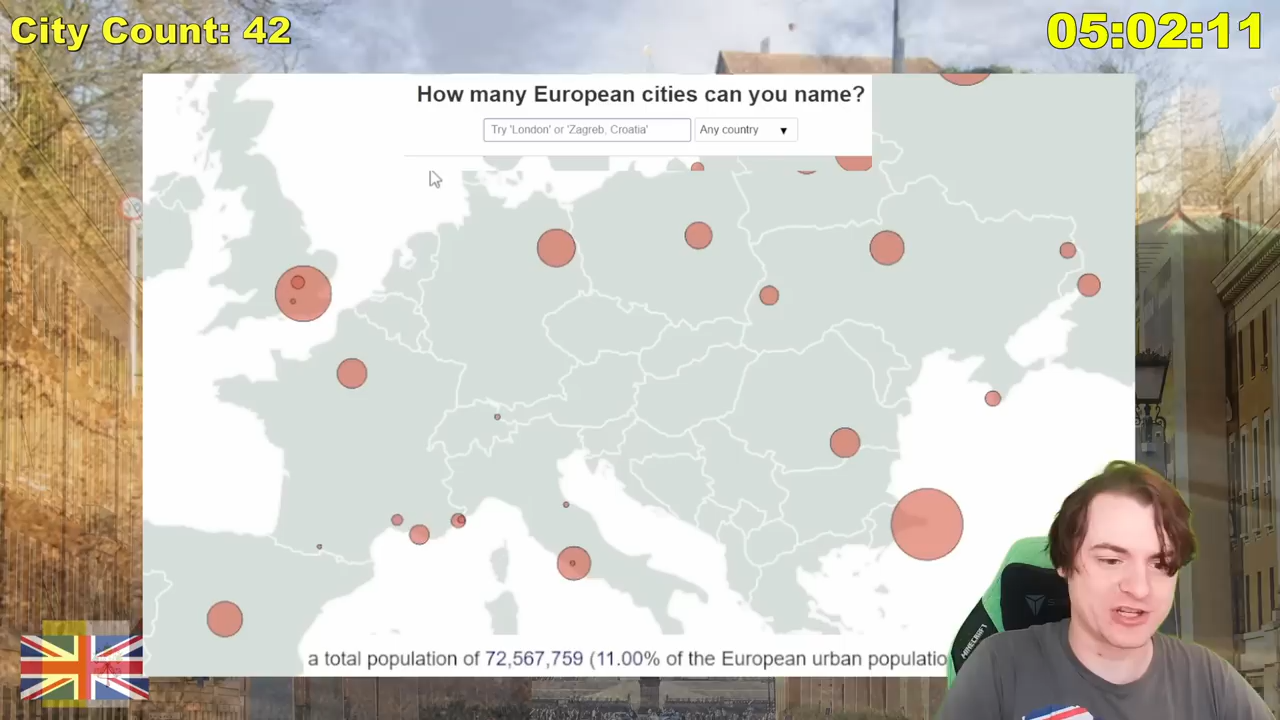 City Count: 42
05:02:11
How many European cities can you name?
Try 'London' or 'Zagreb, Croatia'
Any country
a total population of 72,567,759 (11.00% of the European urban populatio
MINECRAFT